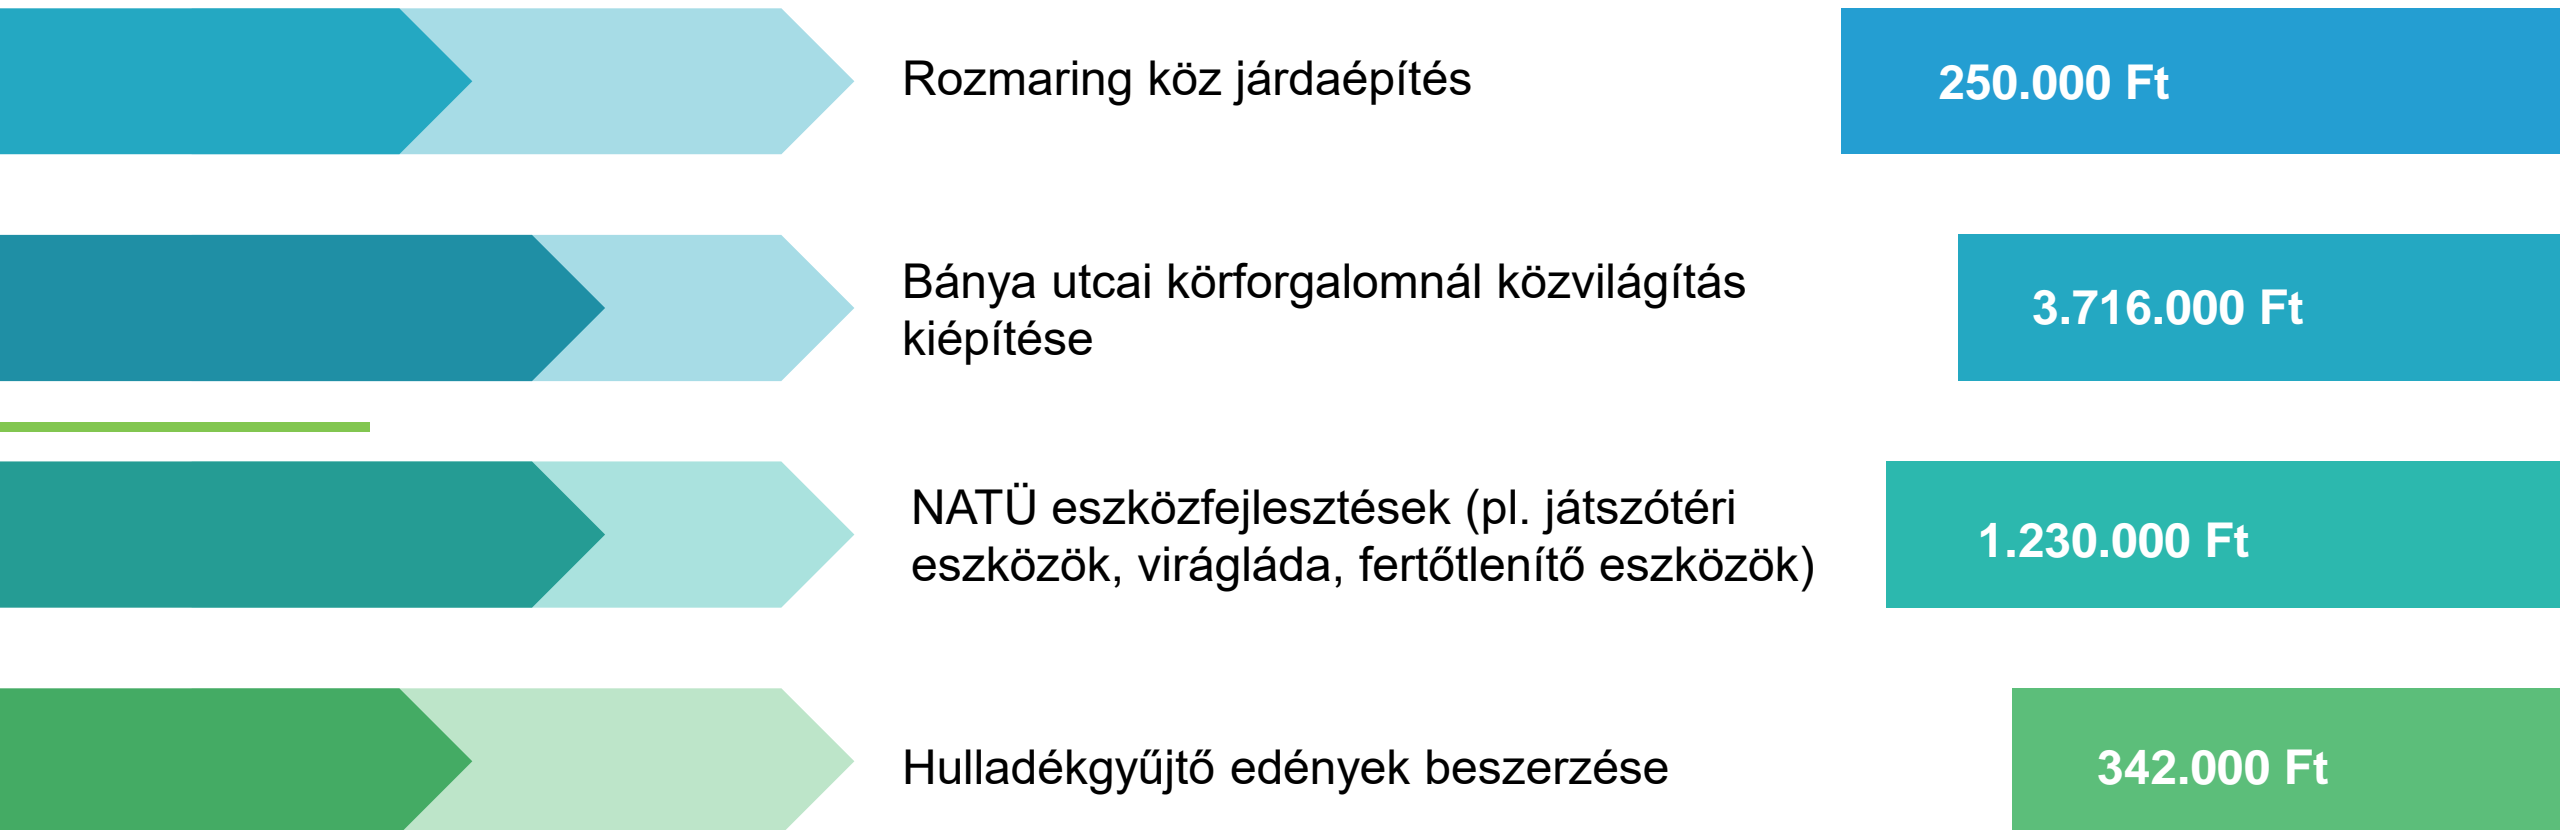 Rozmaring köz járdaépítés
250.000 Ft
Bánya utcai körforgalomnál közvilágítás
kiépítése
3.716.000 Ft
NATÜ eszközfejlesztések (pl. játszótéri
eszközök, virágláda, fertőtlenítő eszközök)
1.230.000 Ft
Hulladékgyűjtő edények beszerzése
342.000 Ft